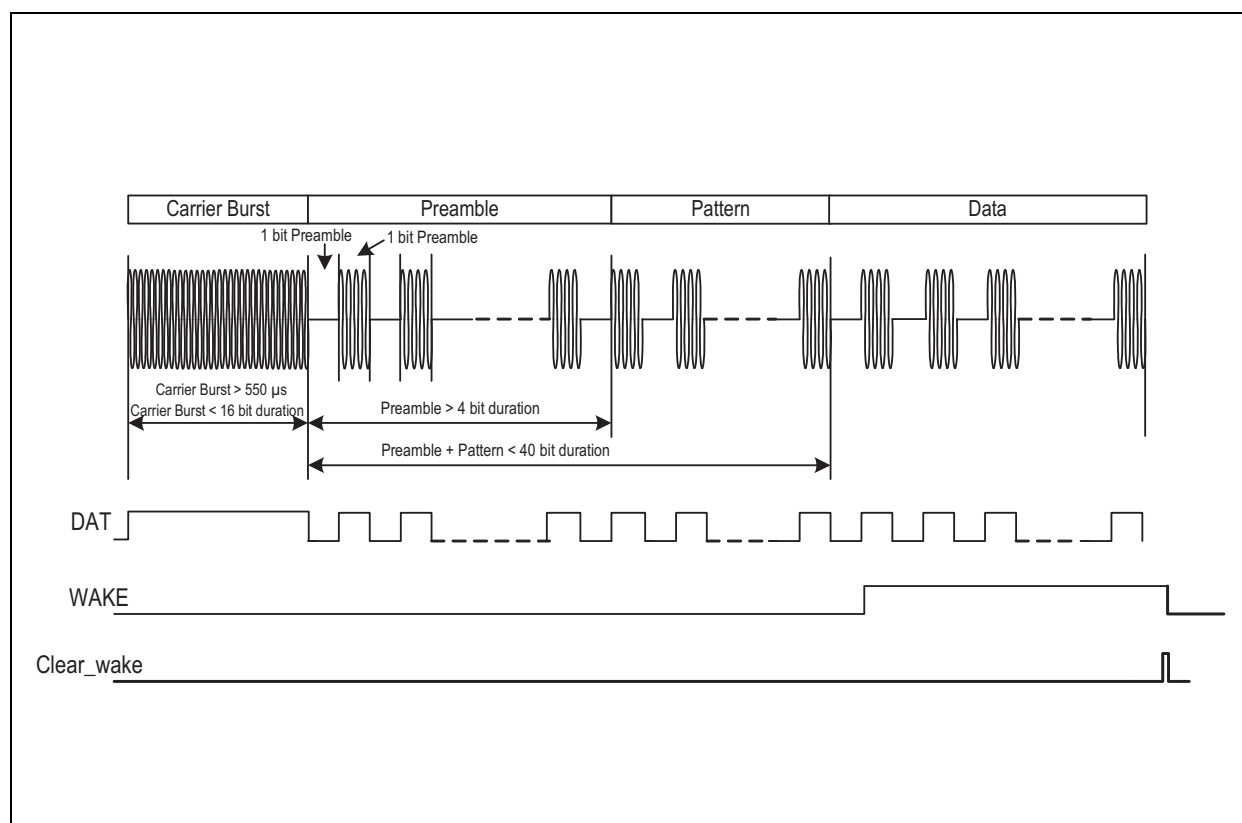 Carrier Burst
Preamble
Pattern
Data
1 bit Preamble
1 bit Preamble
Carrier Burst > 550 µs
Carrier Burst < 16 bit duration
Preamble > 4 bit duration
Preamble + Pattern < 40 bit duration
DAT
WAKE
Clear_wake